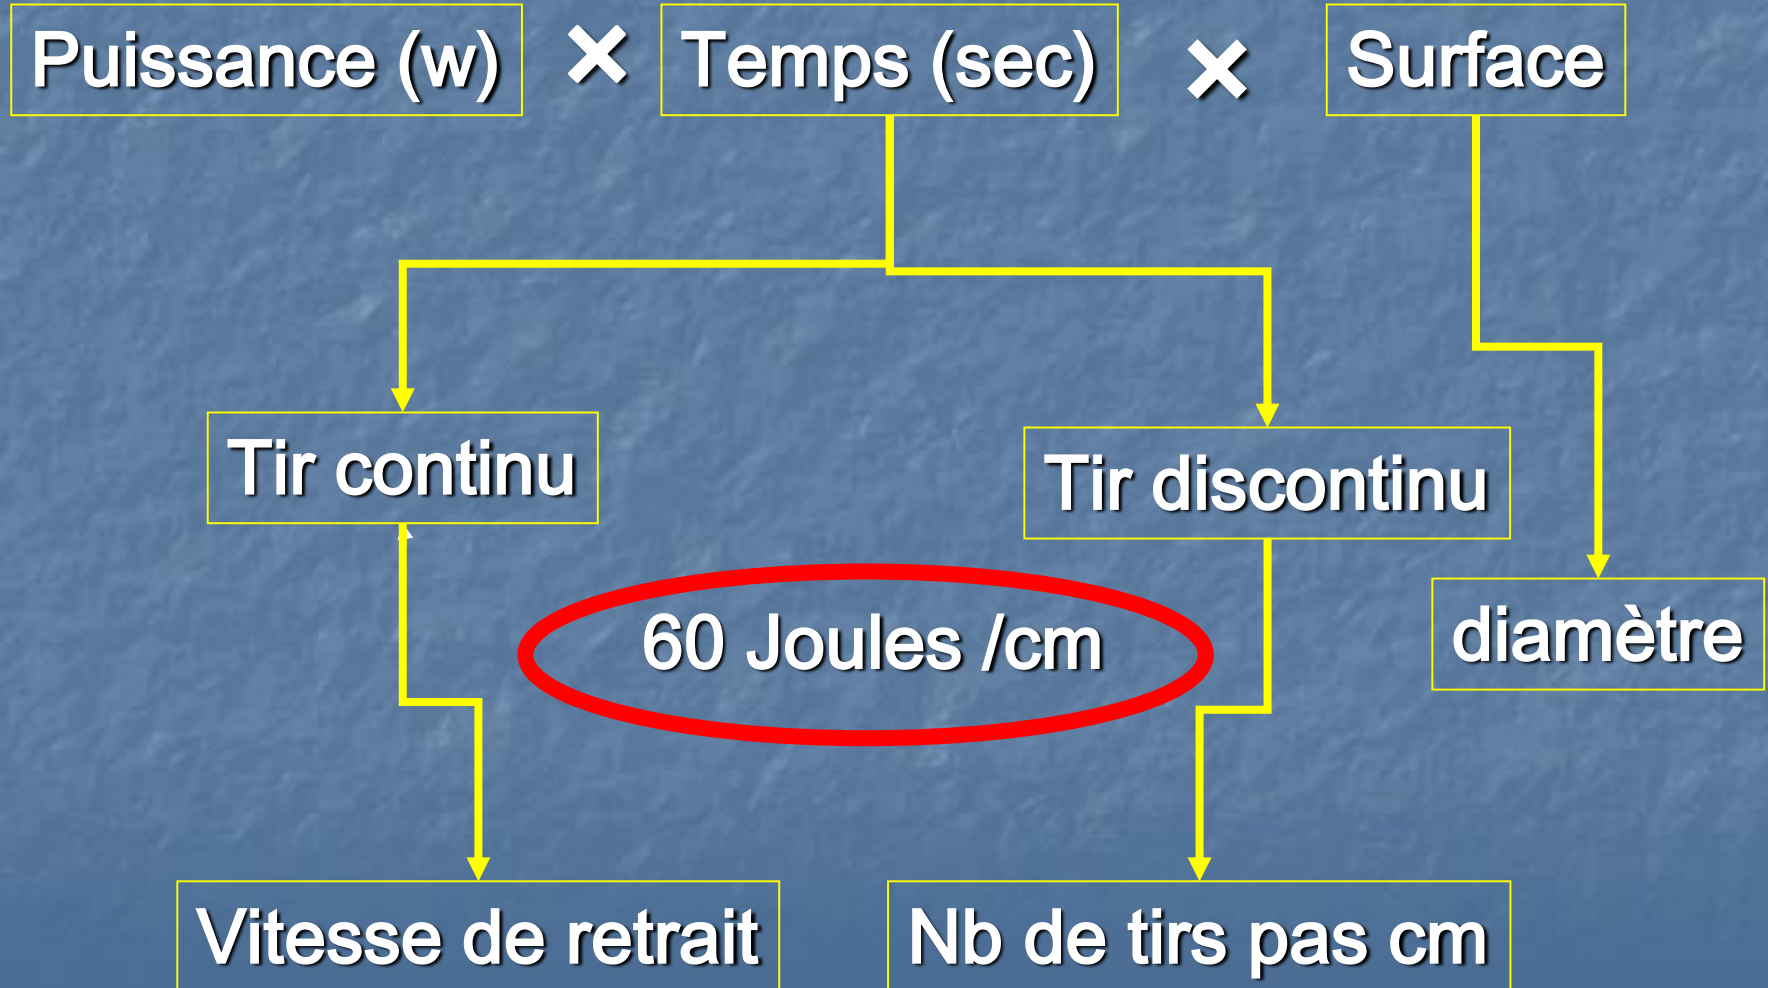 Puissance (w) × Temps (sec) × Surface
Tir continu
Tir discontinu
60 Joules /cm
diamètre
Vitesse de retrait
Nb de tirs pas cm